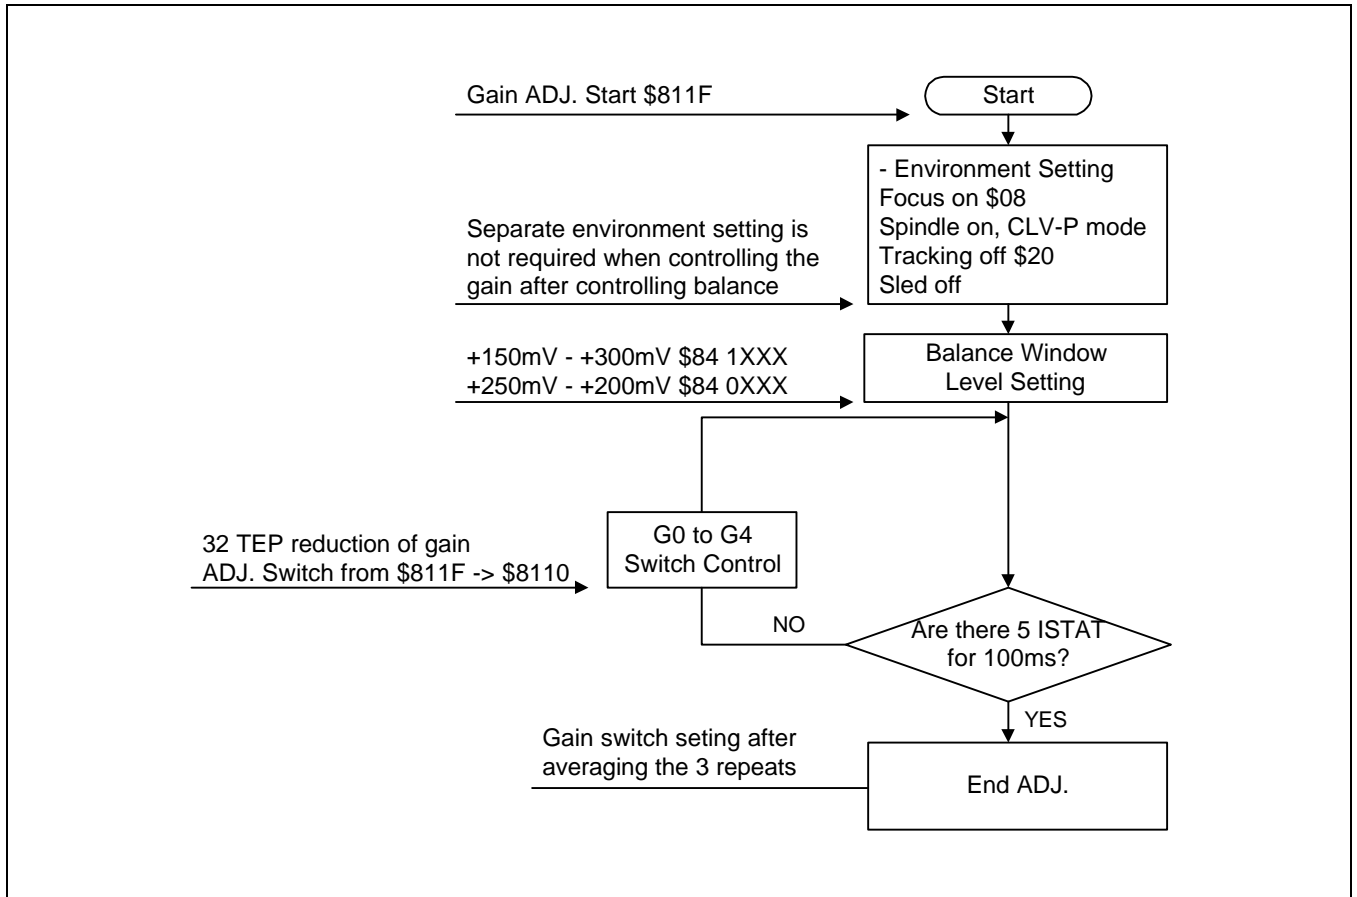 Gain ADJ. Start $811F
Start
- Environment Setting
Focus on $08
Spindle on, CLV-P mode
Tracking off $20
Sled off
Separate environment setting is
not required when controlling the
gain after controlling balance
+150mV - +300mV $84 1XXX
+250mV - +200mV $84 0XXX
Balance Window
Level Setting
G0 to G4
Switch Control
32 TEP reduction of gain
ADJ. Switch from $811F -> $8110
NO
Are there 5 ISTAT
for 100ms?
YES
Gain switch seting after
averaging the 3 repeats
End ADJ.